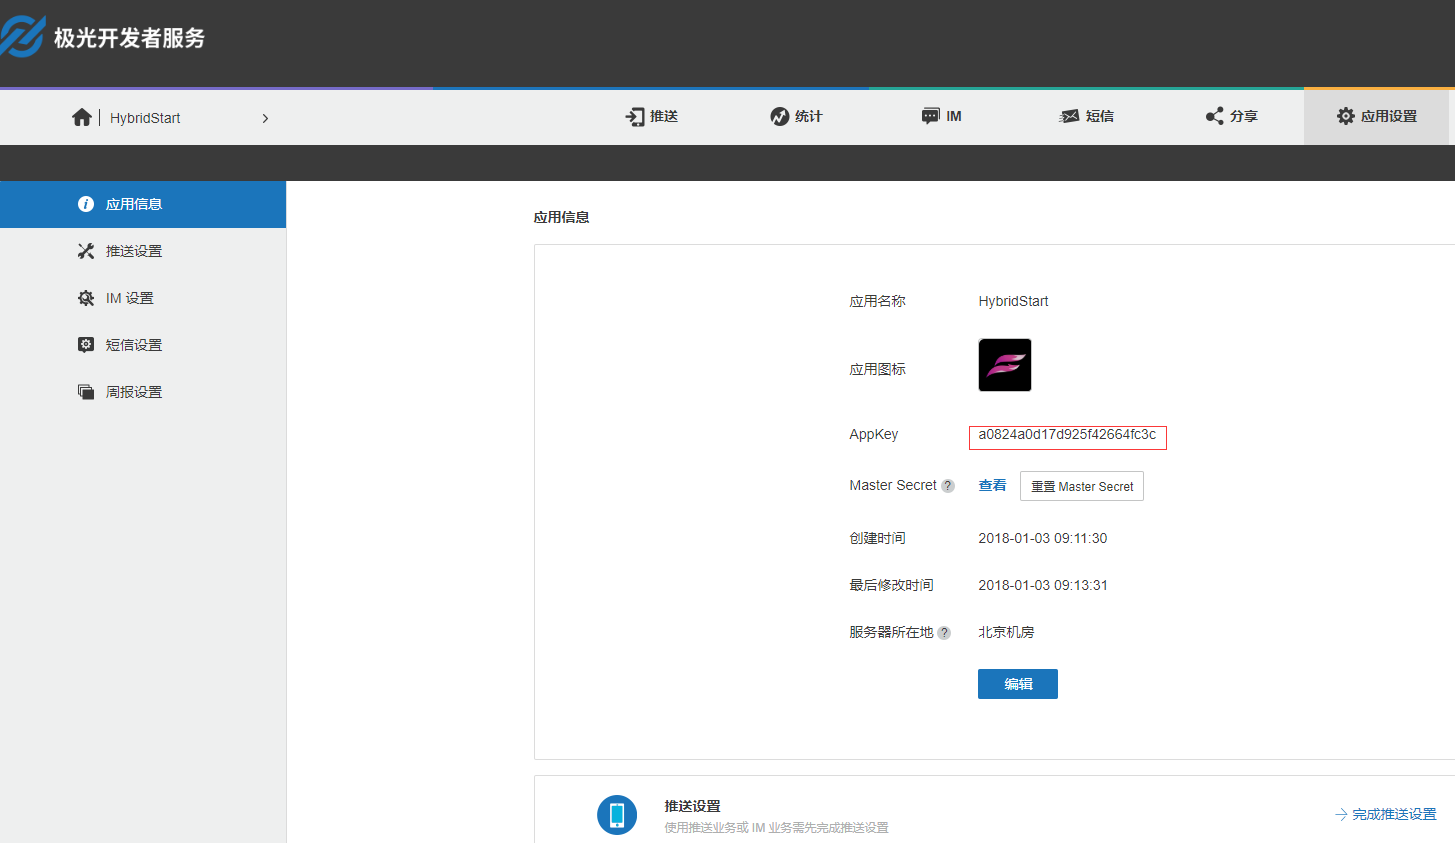 极光开发者服务
HybridStart
推送
统计
IM
短信
分享
应用设置
应用信息
推送设置
IM 设置
短信设置
周报设置
应用信息
应用名称 HybridStart
应用图标
AppKey a0824a0d17d925f42664fc3c
Master Secret ? 查看 重置 Master Secret
创建时间 2018-01-03 09:11:30
最后修改时间 2018-01-03 09:13:31
服务器所在地 ? 北京机房
编辑
推送设置
使用推送业务或 IM 业务需先完成推送设置
完成推送设置